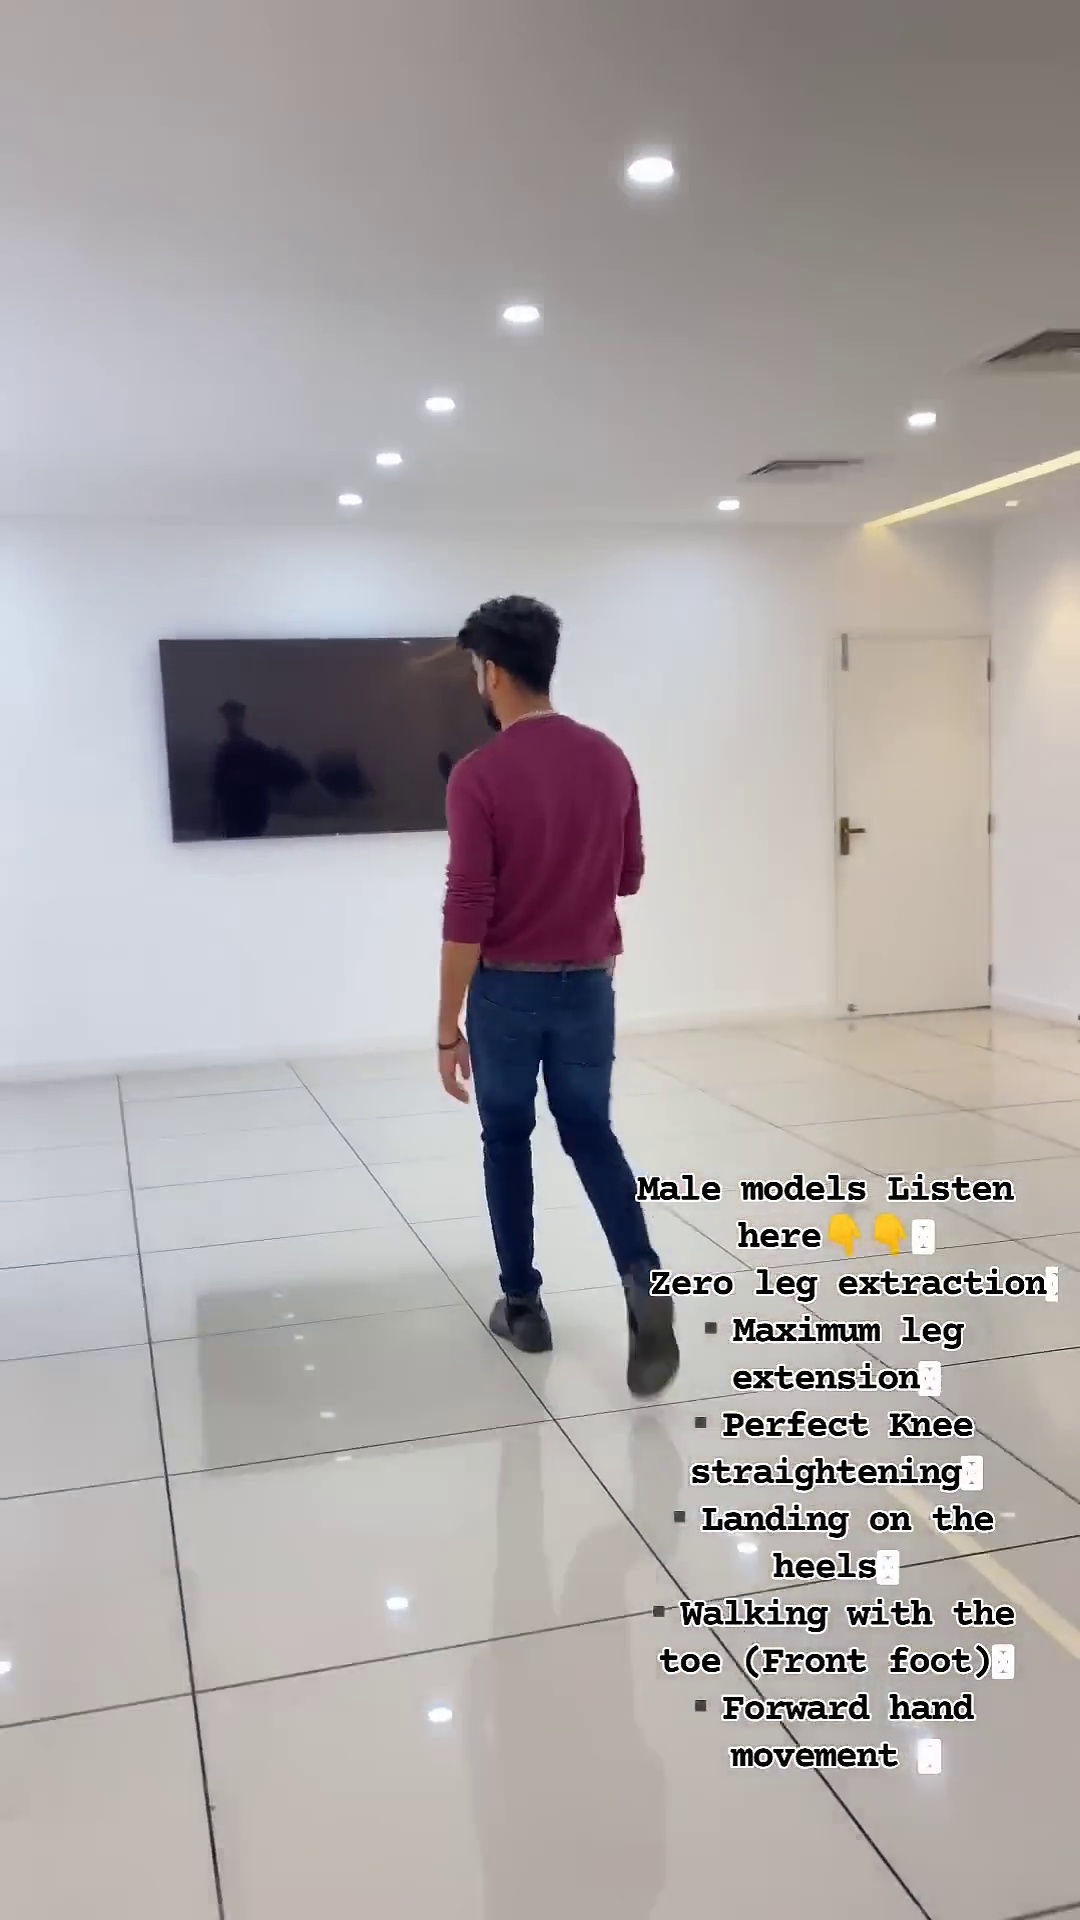 Male models Listen
here👇👇
Zero leg extraction
▪ Maximum leg
extension
▪ Perfect Knee
straightening
▪ Landing on the
heels
▪ Walking with the
toe (Front foot)
▪ Forward hand
movement